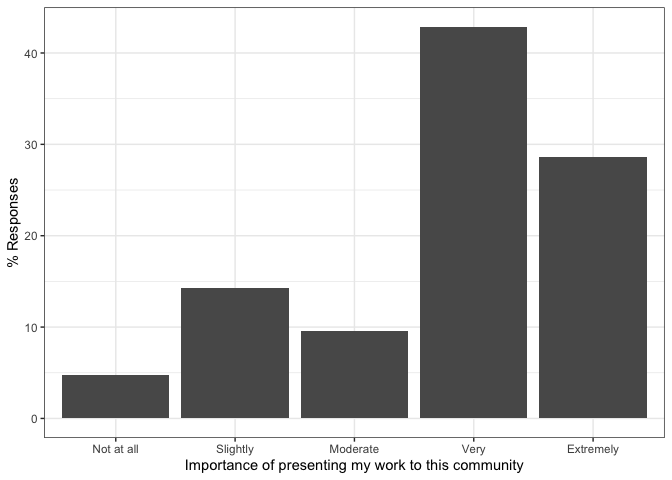 % Responses
40
30
20
10
0
Not at all Slightly Moderate Very Extremely
Importance of presenting my work to this community